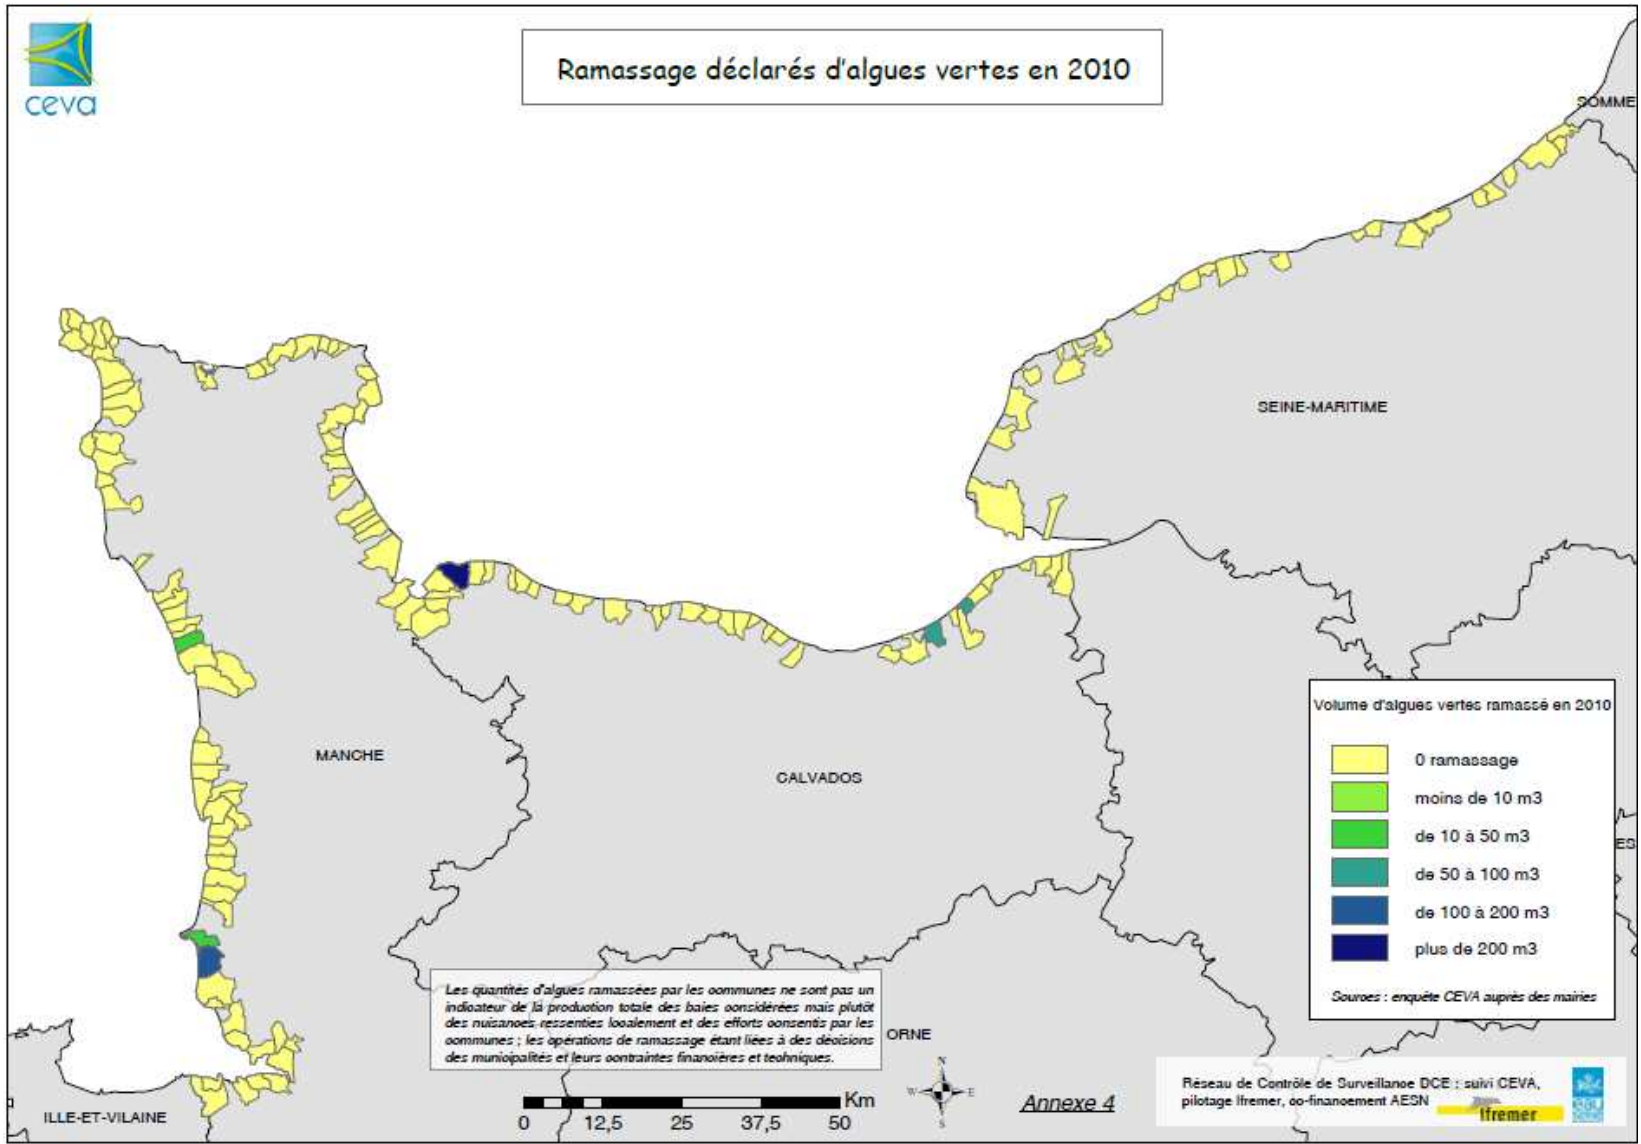 ceva
Ramassage déclarés d'algues vertes en 2010
SOMME
SEINE-MARITIME
MANCHE
CALVADOS
Volume d'algues vertes ramassé en 2010
0 ramassage
moins de 10 m3
de 10 à 50 m3
de 50 à 100 m3
de 100 à 200 m3
plus de 200 m3
Sources : enquête CEVA auprès des mairies
ES
Les quantités d'algues ramassées par les communes ne sont pas un
indicateur de la production totale des baies considérées mais plutôt
des nuisances ressenties localement et des efforts consentis par les
communes ; les opérations de ramassage étant liées à des décisions
des municipalités et leurs contraintes financières et techniques.
ORNE
N
W
E
S
Km
0
12,5
25
37,5
50
Annexe 4
Réseau de Contrôle de Surveillance DCE : suivi CEVA,
pilotage Ifremer, co-financement AESN
Ifremer
eau
ILLE-ET-VILAINE